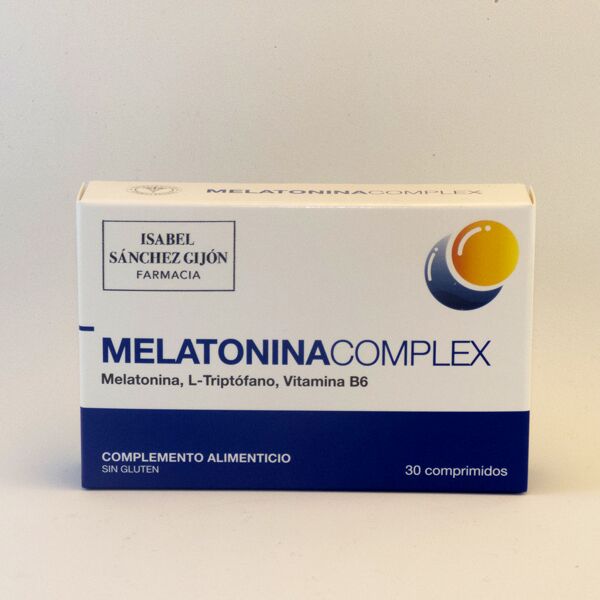 MELATONINACOMPLEX
ISABEL
SÁNCHEZ GIJÓN
FARMACIA
MELATONINACOMPLEX
Melatonina, L-Triptófano, Vitamina B6
COMPLEMENTO ALIMENTICIO
SIN GLUTEN
30 comprimidos